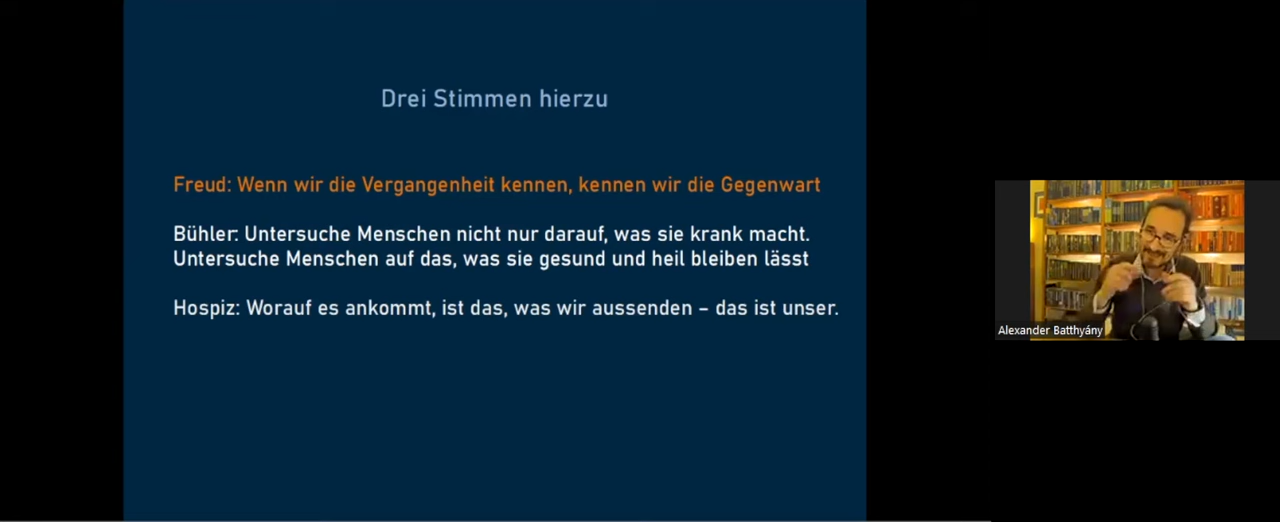 Drei Stimmen hierzu
Freud: Wenn wir die Vergangenheit kennen, kennen wir die Gegenwart
Bühler: Untersuche Menschen nicht nur darauf, was sie krank macht.
Untersuche Menschen auf das, was sie gesund und heil bleiben lässt
Hospiz: Worauf es ankommt, ist das, was wir aussenden – das ist unser.
Alexander Batthyány